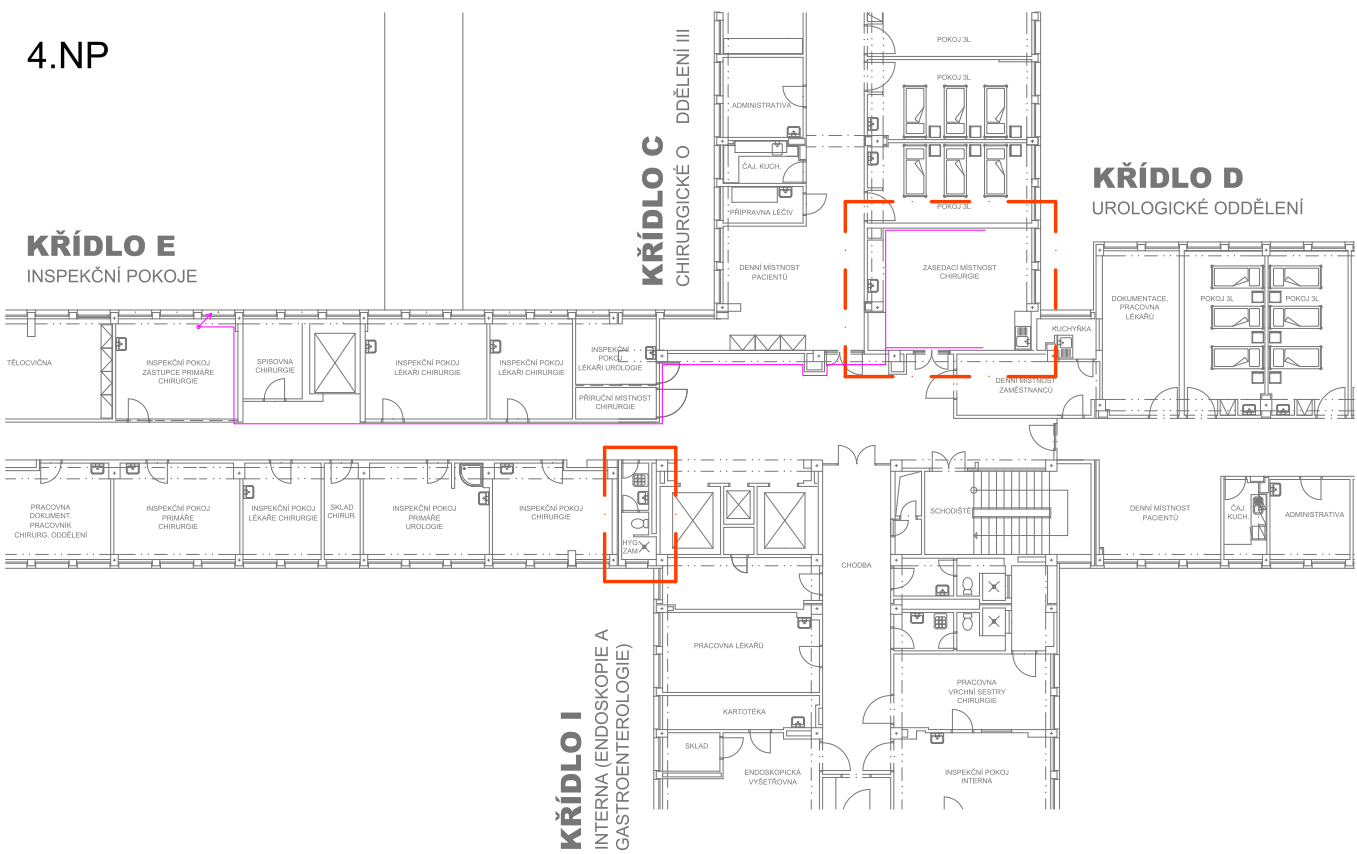 4.NP
KŘÍDLO E
INSPEKČNÍ POKOJE
KŘÍDLO C
CHIRURGICKÉ O DDĚLENÍ III
KŘÍDLO D
UROLOGICKÉ ODDĚLENÍ
KŘÍDLO I
INTERNA (ENDOSKOPIE A
GASTROENTEROLOGIE)
POKOJ 3L
POKOJ 3L
ADMINISTRATIVA
ČAJ. KUCH.
PŘÍPRAVNA LÉČIV
POKOJ 3L
DENNÍ MÍSTNOST
PACIENTŮ
ZASEDACÍ MÍSTNOST
CHIRURGIE
KUCHYŇKA
DENNÍ MÍSTNOST
ZAMĚSTNANCŮ
DOKUMENTACE,
PRACOVNA
LÉKAŘŮ
POKOJ 3L
POKOJ 3L
TĚLOCVIČNA
INSPEKČNÍ POKOJ
ZÁSTUPCE PRIMÁŘE
CHIRURGIE
SPISOVNA
CHIRURGIE
INSPEKČNÍ POKOJ
LÉKAŘI CHIRURGIE
INSPEKČNÍ POKOJ
LÉKAŘI CHIRURGIE
INSPEKČNÍ
POKOJ
LÉKAŘI UROLOGIE
PŘÍRUČNÍ MÍSTNOST
CHIRURGIE
PRACOVNA
DOKUMENT.
PRACOVNÍK
CHIRURG. ODDĚLENÍ
INSPEKČNÍ POKOJ
PRIMÁŘE
CHIRURGIE
INSPEKČNÍ POKOJ
LÉKAŘE CHIRURGIE
SKLAD
CHIRUR.
INSPEKČNÍ POKOJ
PRIMÁŘE
UROLOGIE
INSPEKČNÍ POKOJ
CHIRURGIE
HYG.
ZAM.
CHODBA
SCHODIŠTĚ
DENNÍ MÍSTNOST
PACIENTŮ
ČAJ.
KUCH.
ADMINISTRATIVA
PRACOVNA LÉKAŘŮ
KARTOTÉKA
SKLAD
ENDOSKOPICKÁ
VYŠETŘOVNA
PRACOVNA
VRCHNÍ SESTRY
CHIRURGIE
INSPEKČNÍ POKOJ
INTERNA